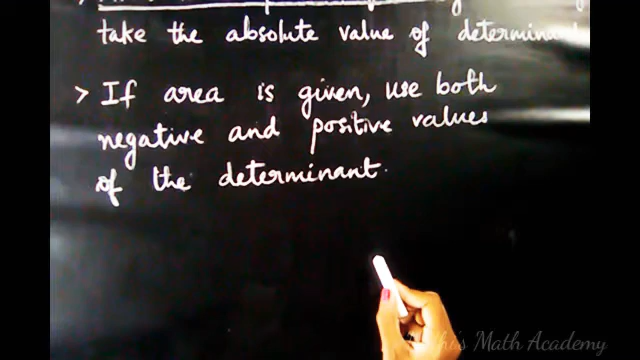 take the absolute value of determinant
> If area is given, use both
negative and positive values
of the determinant.
Math Academy